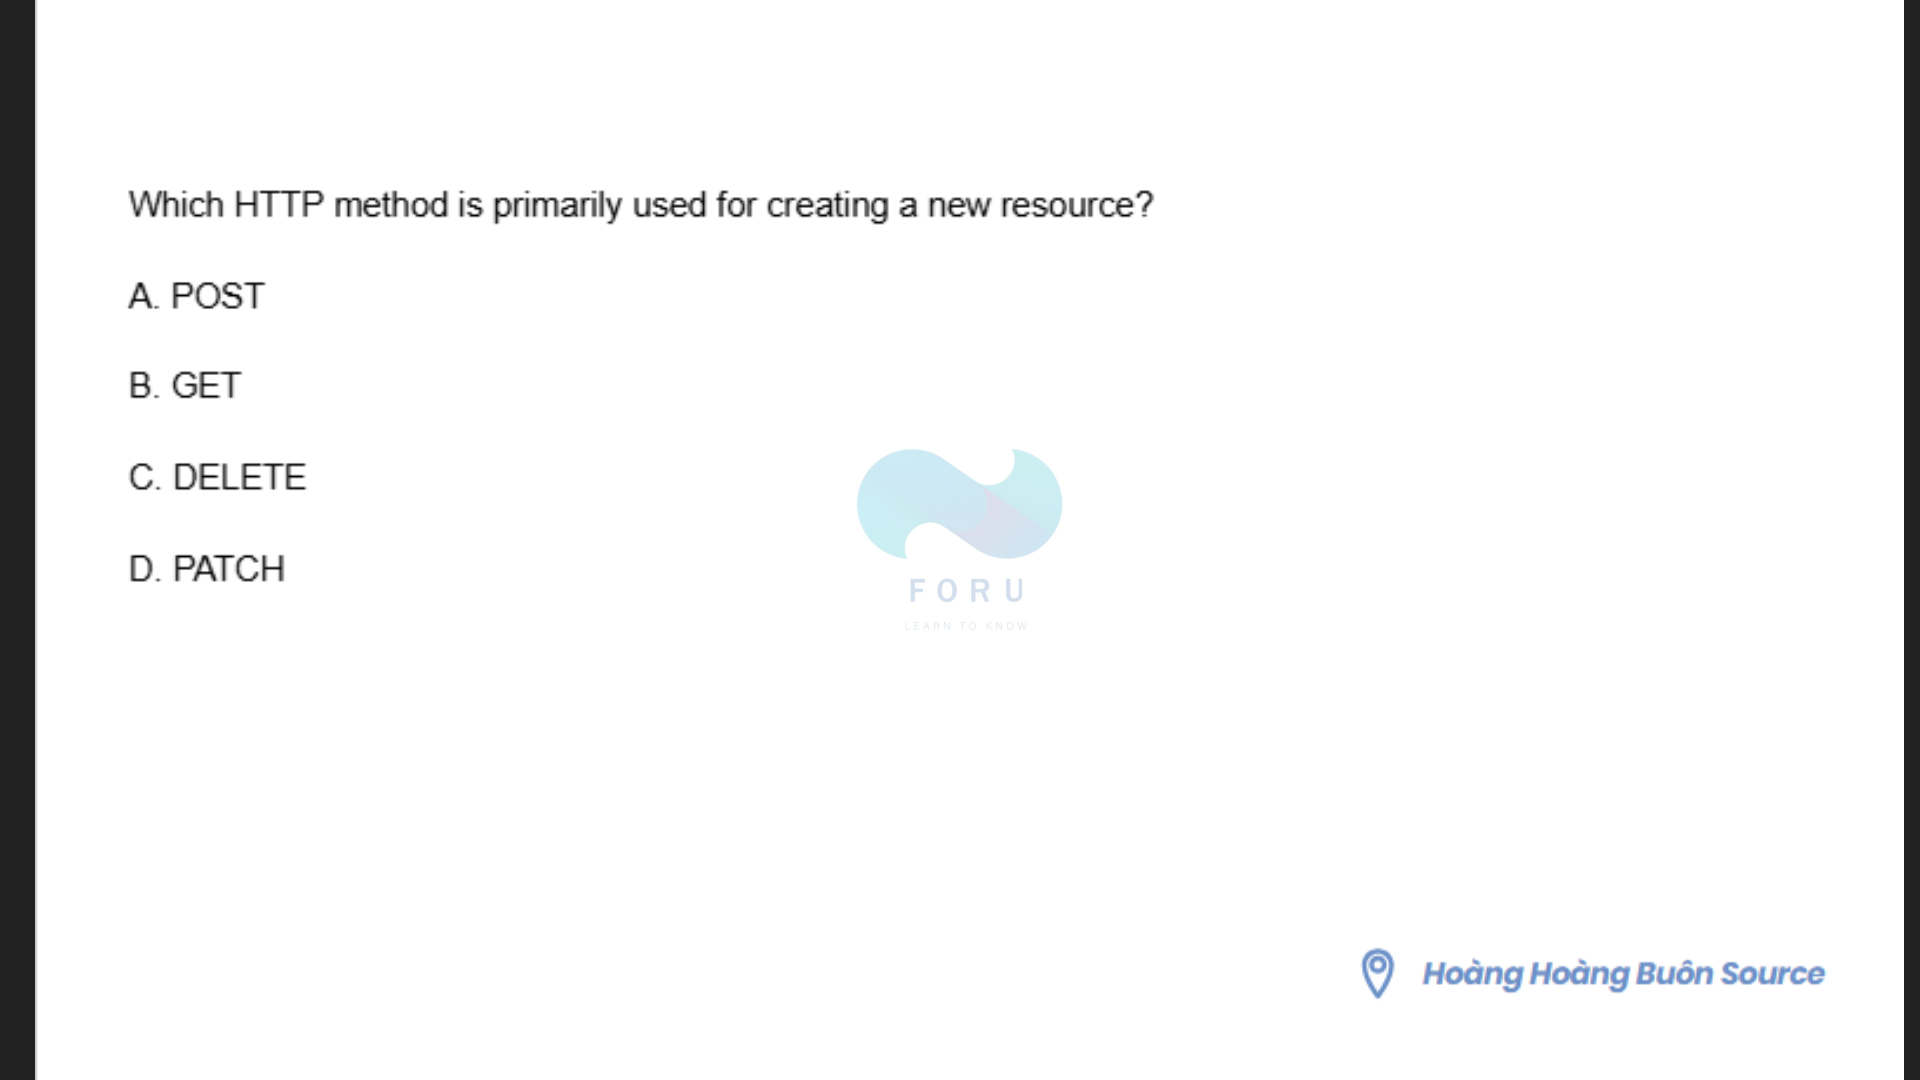 Which HTTP method is primarily used for creating a new resource?
A. POST
B. GET
C. DELETE
D. PATCH
FORU
LEARN TO KNOW
Hoàng Hoàng Buôn Source